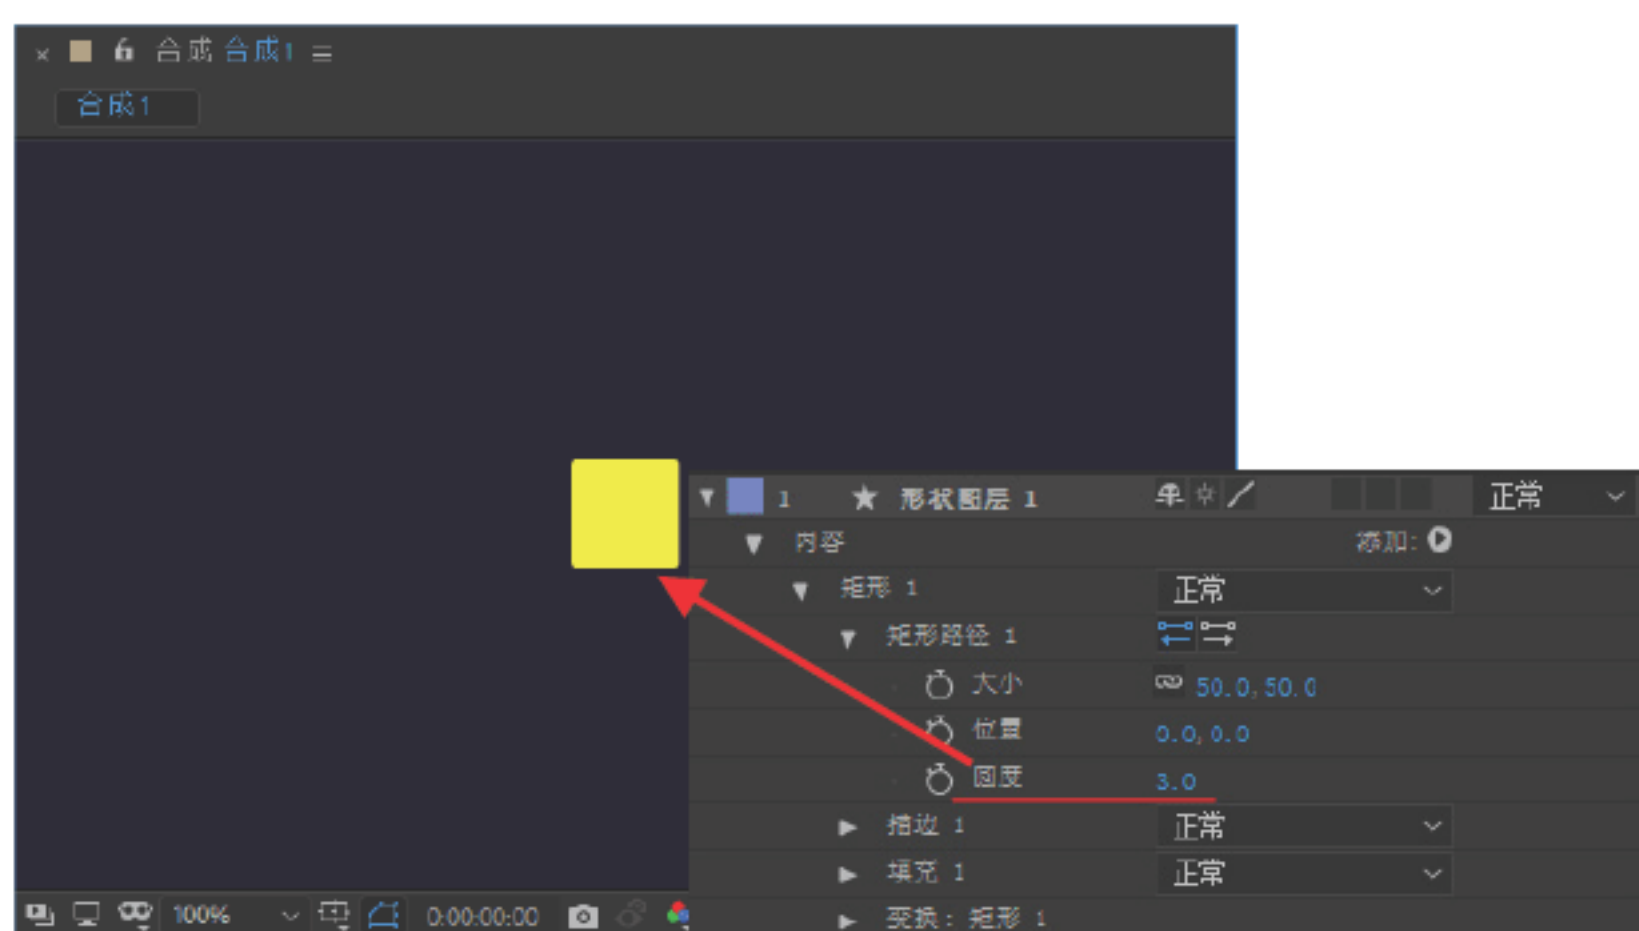 合成 合成1
合成1
1 形状图层 1 正常
内容 添加:
矩形 1 正常
矩形路径 1
大小 50.0,50.0
位置 0.0,0.0
圆度 3.0
描边 1 正常
填充 1 正常
100% 0:00:00:00 变换: 矩形 1